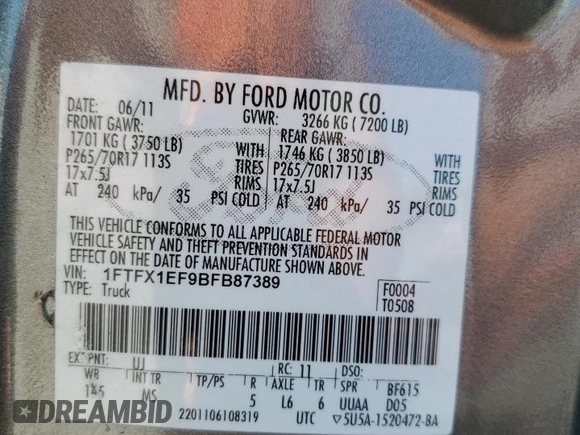 MFD. BY FORD MOTOR CO.
DATE: 06/11 GVWR: 3266 KG ( 7200 LB)
FRONT GAWR: REAR GAWR:
1701 KG ( 3750 LB) WITH 1746 KG ( 3850 LB) WITH
P265/70R17 113S TIRES P265/70R17 113S TIRES
17x7.5J RIMS 17x7.5J RIMS
AT 240 kPa/ 35 PSI COLD AT 240 kPa/ 35 PSI COLD
THIS VEHICLE CONFORMS TO ALL APPLICABLE FEDERAL MOTOR
VEHICLE SAFETY AND THEFT PREVENTION STANDARDS IN
EFFECT ON THE DATE OF MANUFACTURE SHOWN ABOVE.
VIN: 1FTFX1EF9BFB87389 F0004
TYPE: Truck T0508
EXT PNT: UJ RC: 11 DSO:
WB INT TR TP/PS R AXLE TR SPR BF615
145 MS 5 L6 6 UUAA D05
2201106108319 UTC ▽5U5A-1520472-BA
DREAMBID